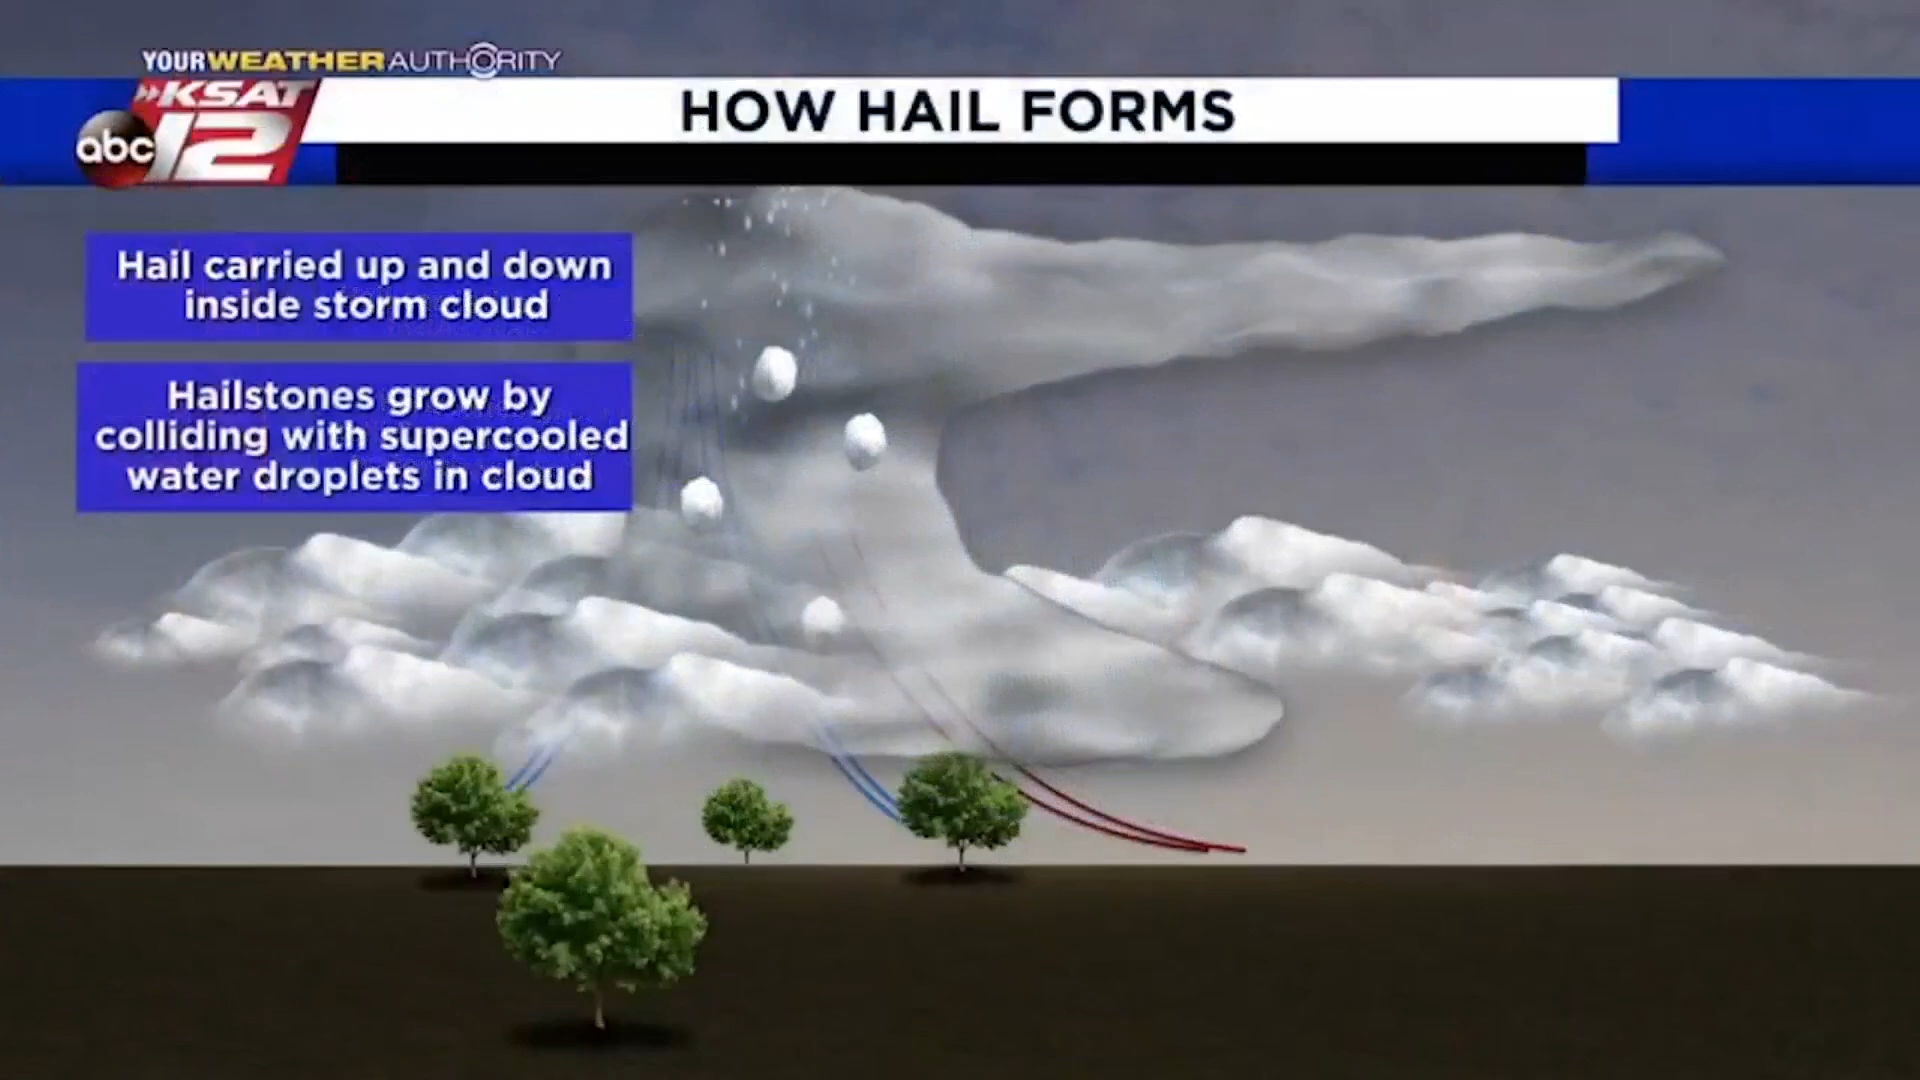 YOUR WEATHER AUTHORITY
KSAT
abc 12
HOW HAIL FORMS
Hail carried up and down
inside storm cloud
Hailstones grow by
colliding with supercooled
water droplets in cloud